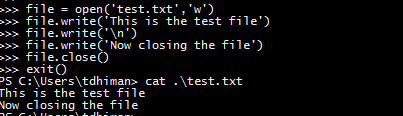 >>> file = open('test.txt','w')
>>> file.write('This is the test file')
>>> file.write('\n')
>>> file.write('Now closing the file')
>>> file.close()
>>> exit()
PS C:\Users\tdhiman> cat .\test.txt
This is the test file
Now closing the file
PS C:\Users\tdhiman>